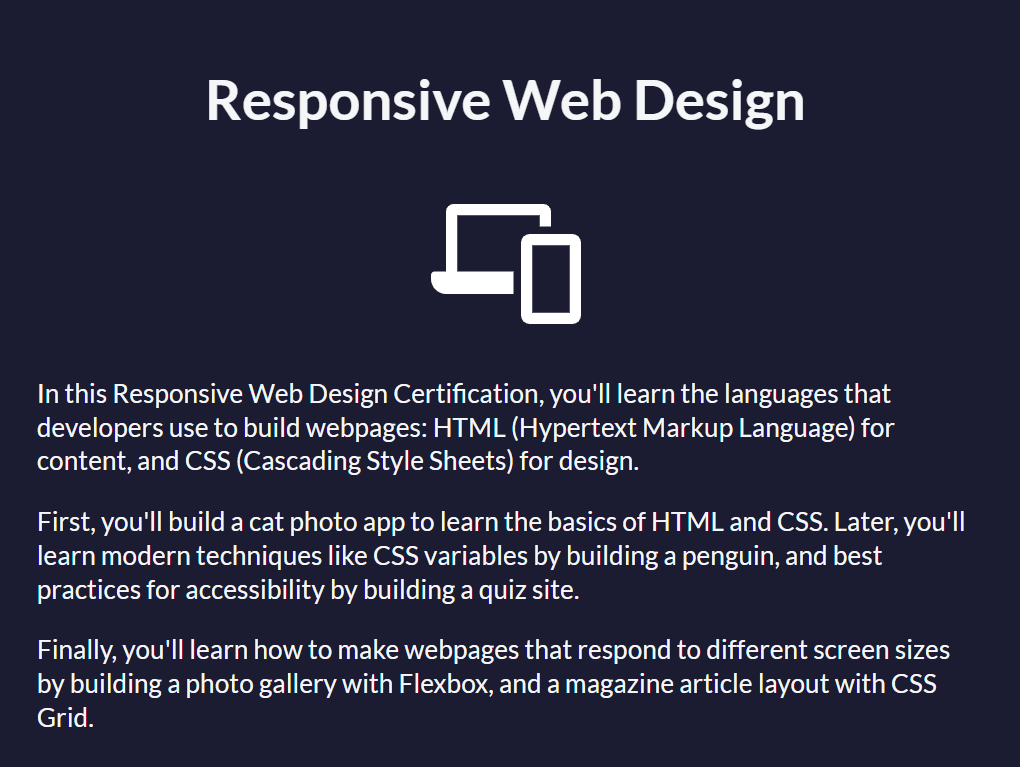 Responsive Web Design
In this Responsive Web Design Certification, you'll learn the languages that
developers use to build webpages: HTML (Hypertext Markup Language) for
content, and CSS (Cascading Style Sheets) for design.
First, you'll build a cat photo app to learn the basics of HTML and CSS. Later, you'll
learn modern techniques like CSS variables by building a penguin, and best
practices for accessibility by building a quiz site.
Finally, you'll learn how to make webpages that respond to different screen sizes
by building a photo gallery with Flexbox, and a magazine article layout with CSS
Grid.